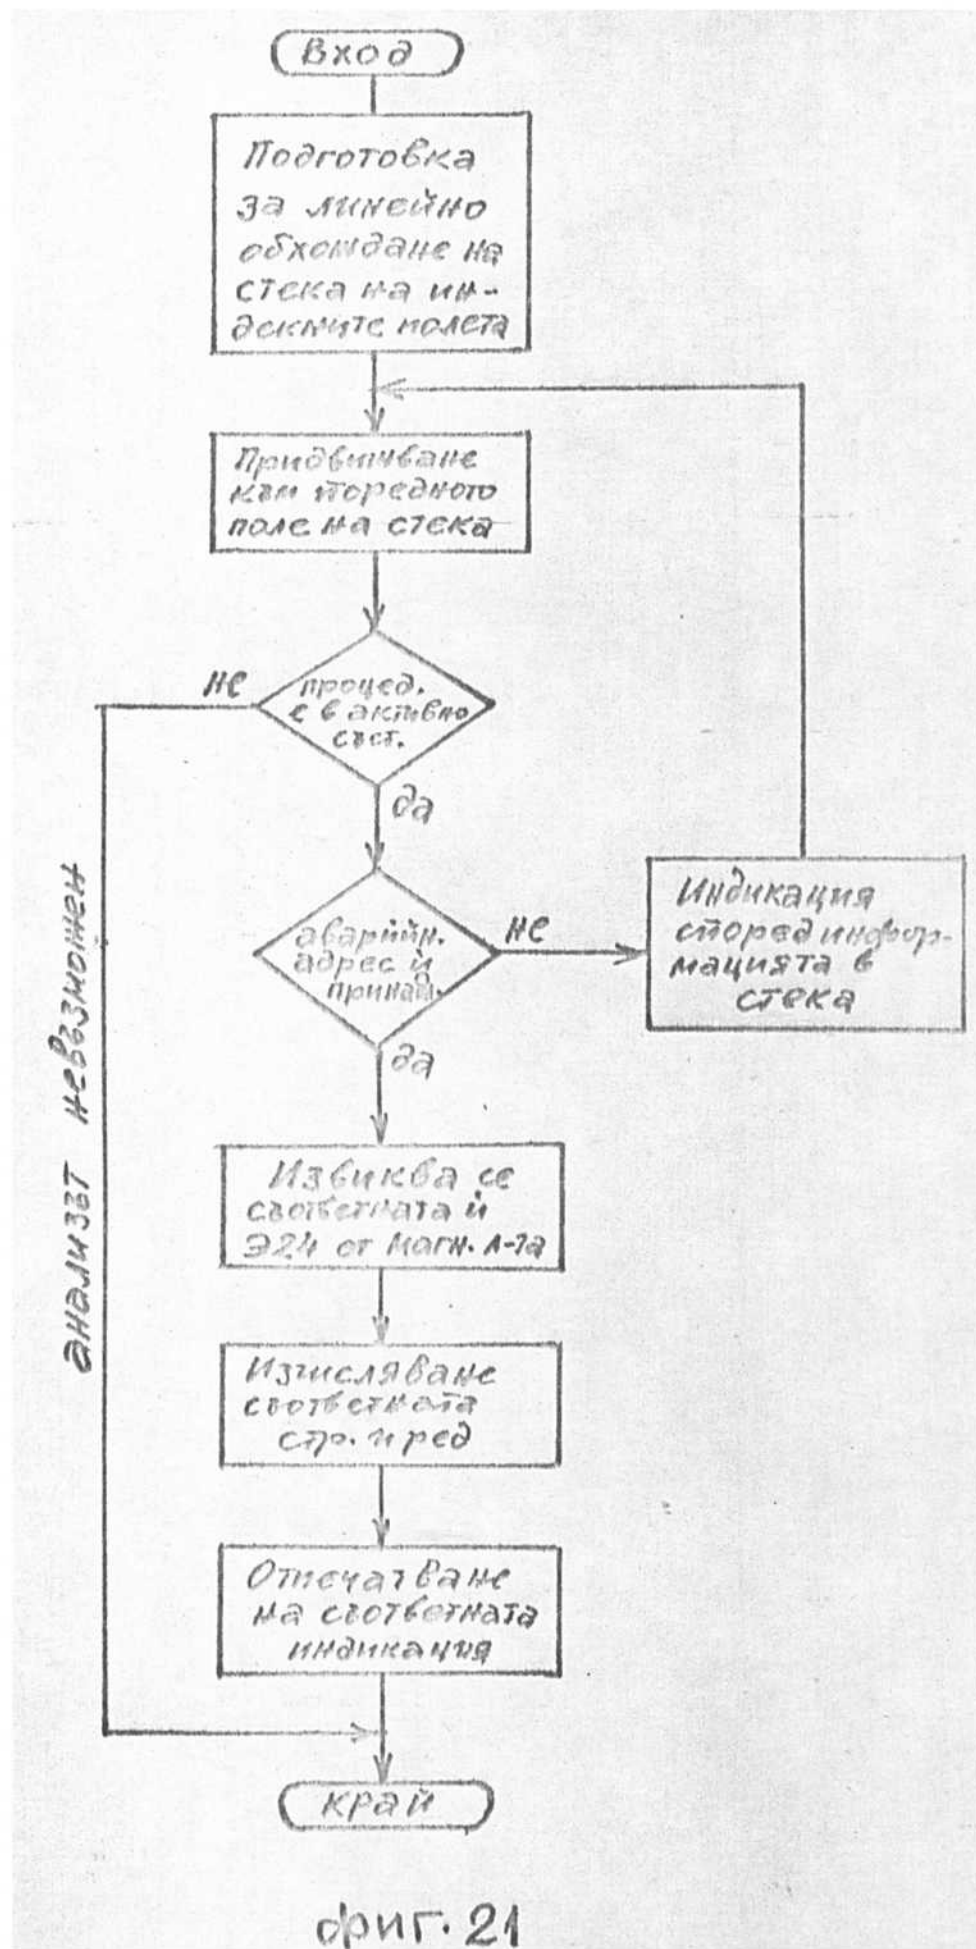 Вход
Подготовка
за линейно
обхождане на
стека на ин-
дексните полета
Придвижване
към поредното
поле на стека
процед.
е в активно
съст.
не
да
аварийн.
адрес ѝ
принадл.
не
да
Индикация
според инфор-
мацията в
стека
анализът невъзможен
Извиква се
съответната ѝ
Э24 от магн. л-та
Изчисляване
съответната
стр. и ред
Отпечатване
на съответната
индикация
край
фиг. 21